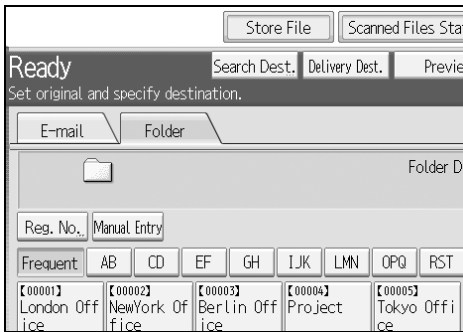 Store File Scanned Files Sta
Ready Search Dest. Delivery Dest. Previe
Set original and specify destination.
E-mail Folder
Folder D
Reg. No. Manual Entry
Frequent AB CD EF GH IJK LMN OPQ RST
【00001】 【00002】 【00003】 【00004】 【00005】
London Off NewYork Of Berlin Off Project Tokyo Offi
ice ffice ice ce